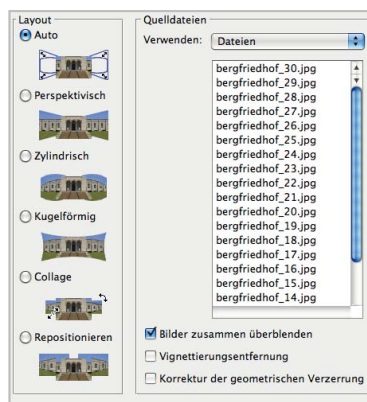 Layout
Auto
Perspektivisch
Zylindrisch
Kugelförmig
Collage
Repositionieren
Quelldateien
Verwenden: Dateien
bergfriedhof_30.jpg
bergfriedhof_29.jpg
bergfriedhof_28.jpg
bergfriedhof_27.jpg
bergfriedhof_26.jpg
bergfriedhof_25.jpg
bergfriedhof_24.jpg
bergfriedhof_23.jpg
bergfriedhof_22.jpg
bergfriedhof_21.jpg
bergfriedhof_20.jpg
bergfriedhof_19.jpg
bergfriedhof_18.jpg
bergfriedhof_17.jpg
bergfriedhof_16.jpg
bergfriedhof_15.jpg
bergfriedhof_14.jpg
Bilder zusammen überblenden
Vignettierungsentfernung
Korrektur der geometrischen Verzerrung